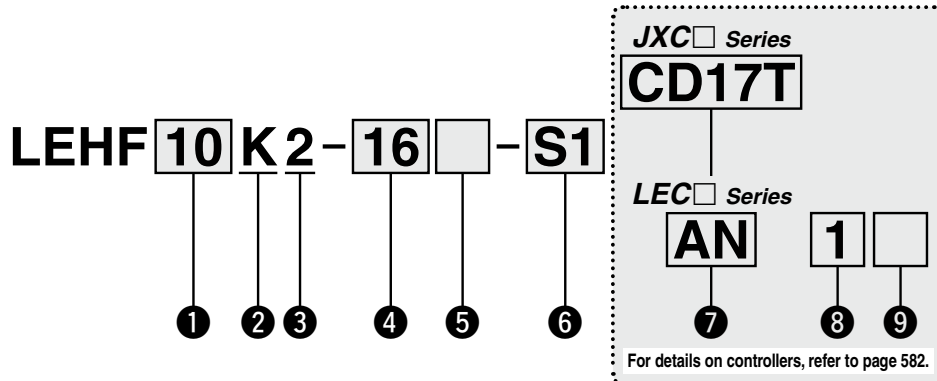 JXC□ Series
CD17T
LEHF 10 K 2 – 16 □ – S1
LEC□ Series
AN 1 □
❶ ❷ ❸ ❹ ❺ ❻ ❼ ❽ ❾
For details on controllers, refer to page 582.